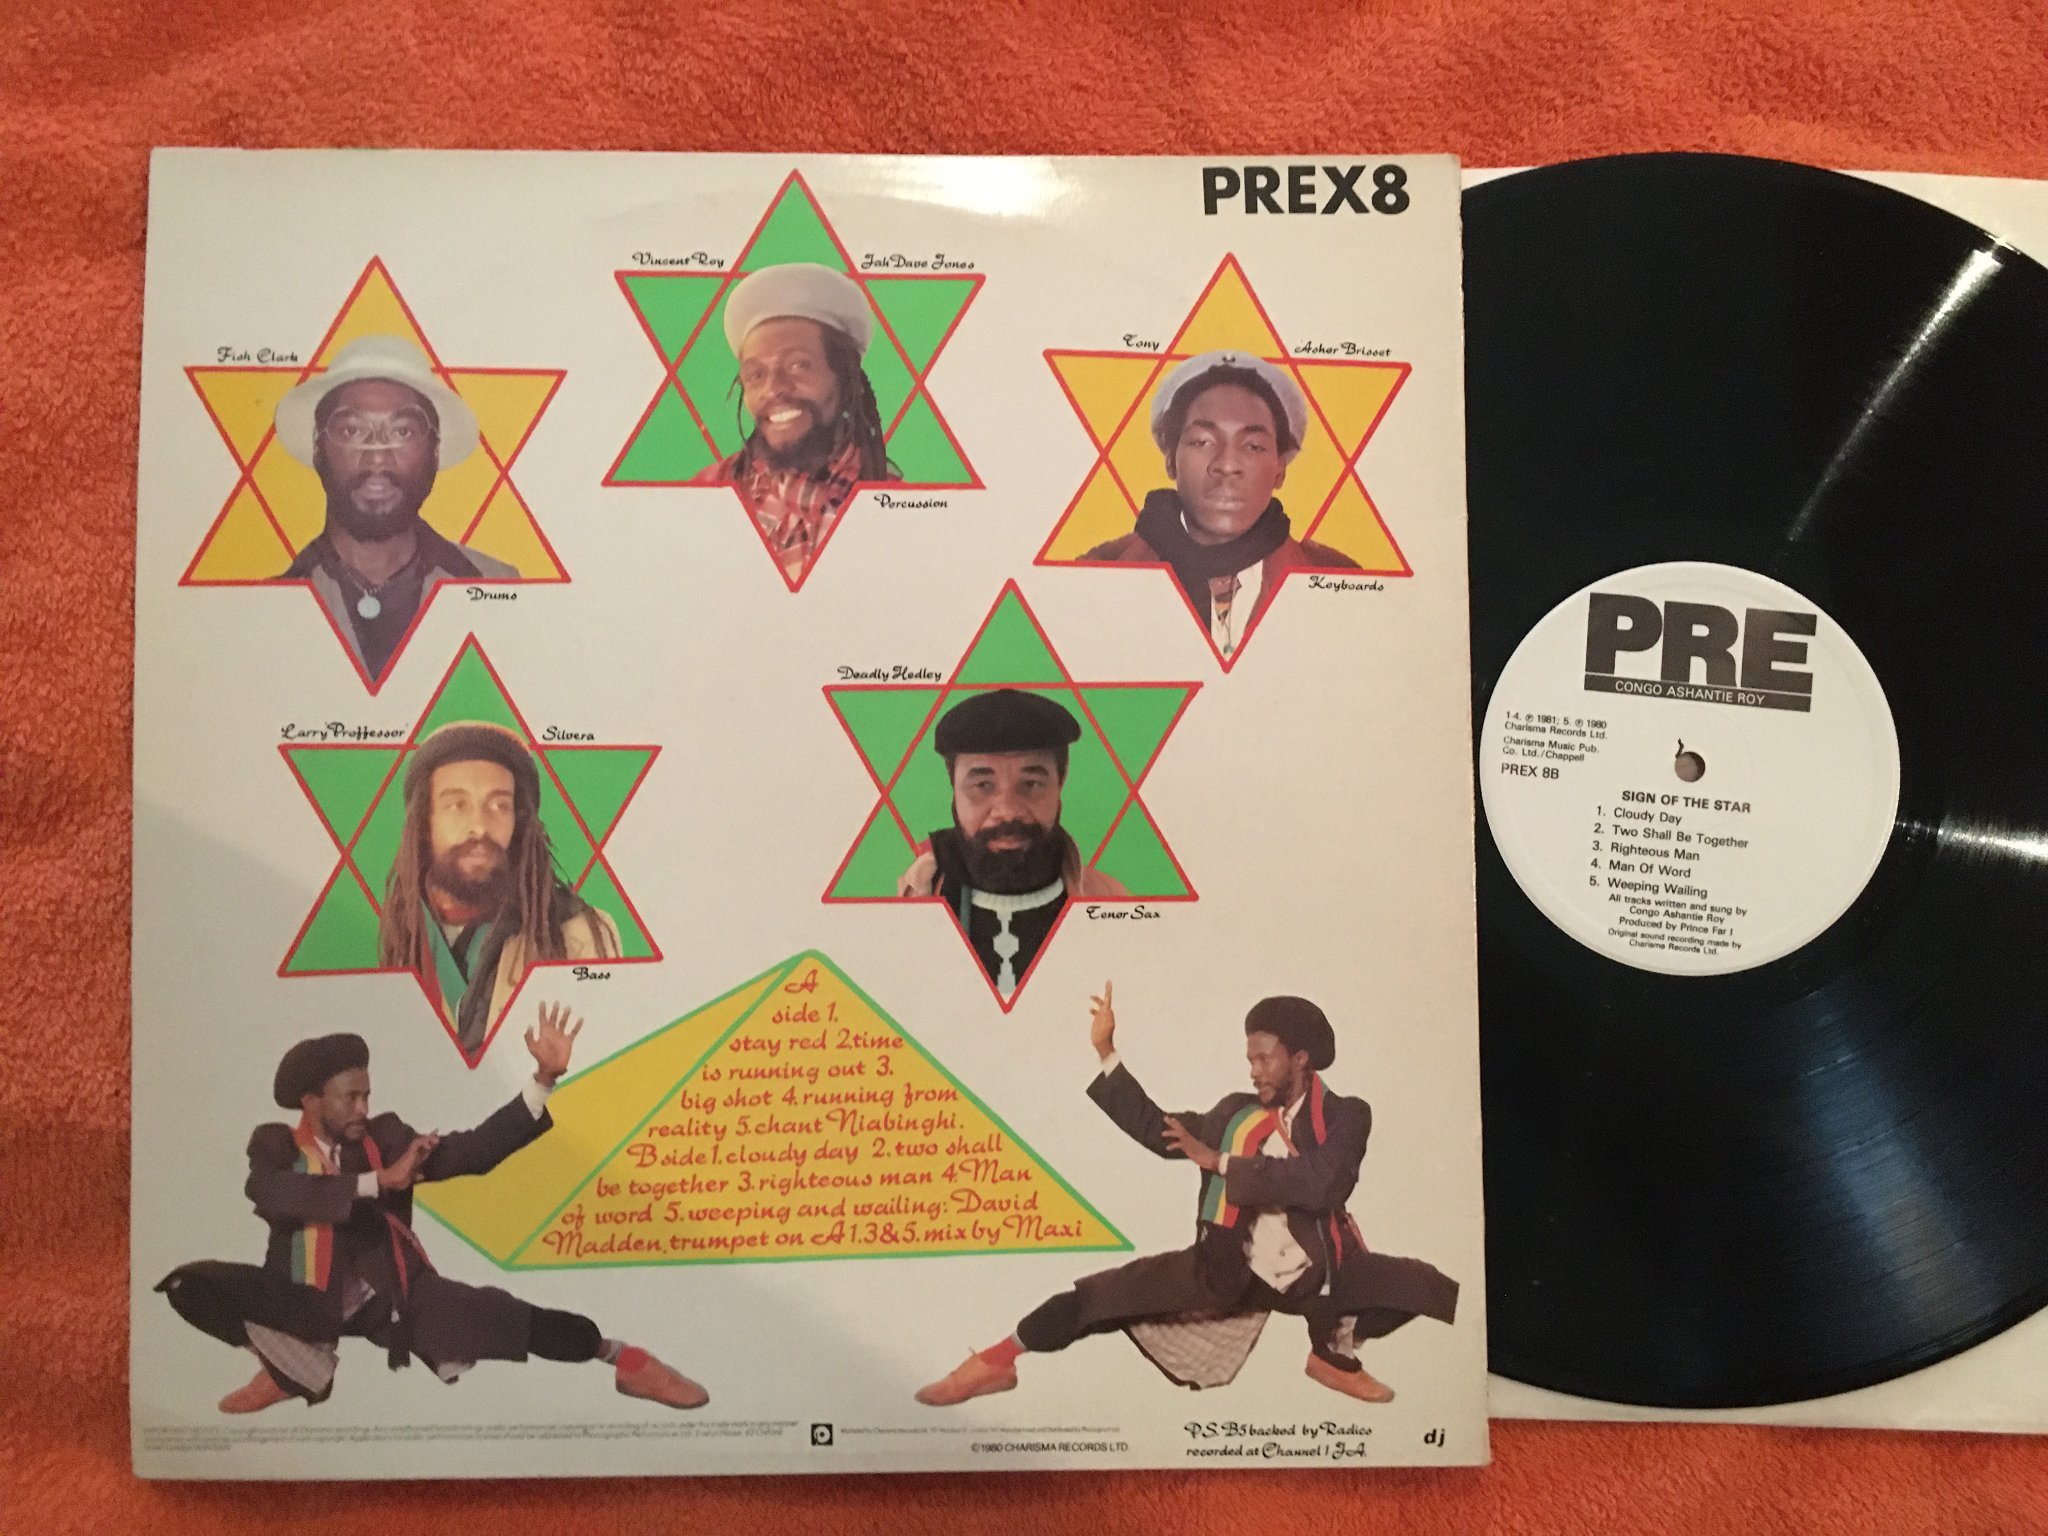 PREX8
Vincent Roy
Jah Dave Jones
Percussion
Fish Clark
Drums
Tony
'Asher' Brisset
Keyboards
Larry 'Proffessor'
Silvera
Bass
Deadly Hedley
Tenor Sax
A
side 1.
stay red 2.time
is running out 3.
big shot 4.running from
reality 5.chant Niabinghi.
B side 1.cloudy day 2.two shall
be together 3.righteous man 4.Man
of word 5.weeping and wailing: David
Madden, trumpet on A 1.3&5. mix by Maxi
©1980 CHARISMA RECORDS LTD
P.S. B5 backed by Radics
recorded at Channel 1 J.A.
dj
PRE
CONGO ASHANTIE ROY
1-4. ℗ 1981; 5. ℗ 1980
Charisma Records Ltd.
Charisma Music Pub.
Co. Ltd./Chappell
PREX 8B
SIGN OF THE STAR
1. Cloudy Day
2. Two Shall Be Together
3. Righteous Man
4. Man Of Word
5. Weeping Wailing
All tracks written and sung by
Congo Ashantie Roy
Produced by Prince Far I
Original sound recording made by
Charisma Records Ltd.